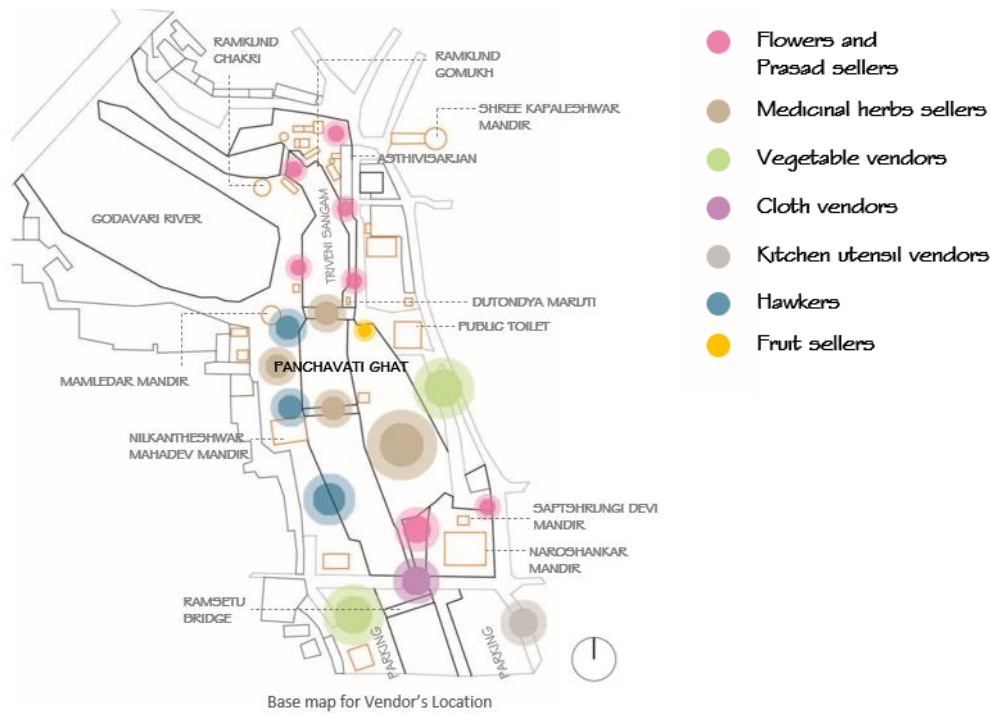 RAMKUND
CHAKRI
RAMKUND
GOMUKH
SHREE KAPALESHWAR
MANDIR
ASTHIVISARJAN
GODAVARI RIVER
TRIVENI SANGAM
DUTONDYA MARUTI
PUBLIC TOILET
PANCHAVATI GHAT
MAMLEDAR MANDIR
NILKANTHESHWAR
MAHADEV MANDIR
SAPTSHRUNGI DEVI
MANDIR
NAROSHANKAR
MANDIR
RAMSETU
BRIDGE
PARKING
PARKING
Base map for Vendor's Location
Flowers and
Prasad sellers
Medicinal herbs sellers
Vegetable vendors
Cloth vendors
Kitchen utensil vendors
Hawkers
Fruit sellers